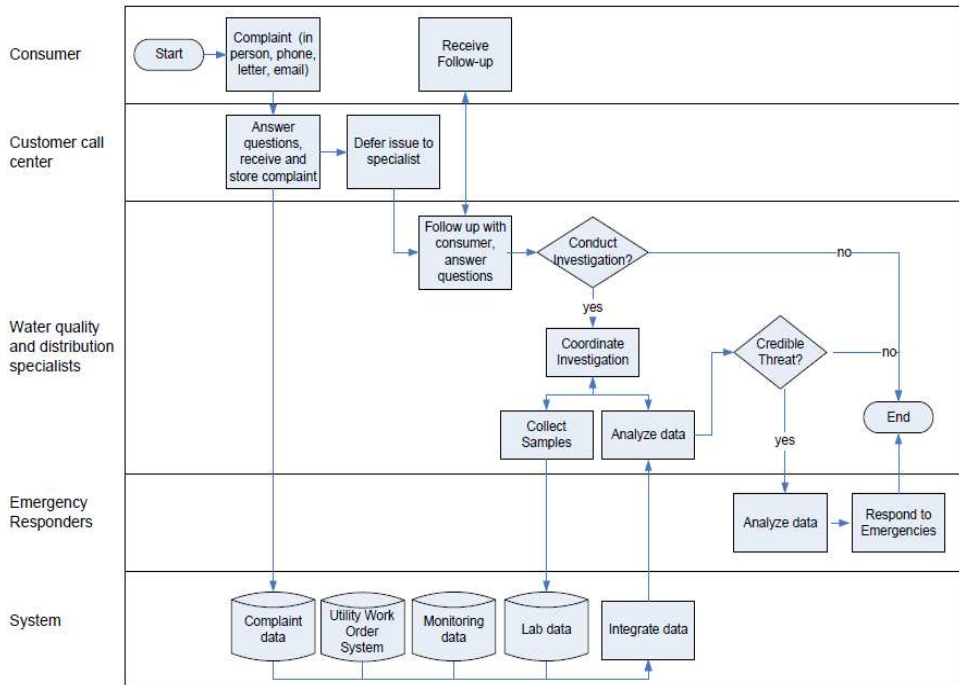 Consumer
Start
Complaint (in
person, phone,
letter, email)
Receive
Follow-up
Customer call
center
Answer
questions,
receive and
store complaint
Defer issue to
specialist
Water quality
and distribution
specialists
Follow up with
consumer,
answer
questions
Conduct
Investigation?
no
yes
Coordinate
Investigation
Credible
Threat?
no
Collect
Samples
Analyze data
yes
End
Emergency
Responders
Analyze data
Respond to
Emergencies
System
Complaint
data
Utility Work
Order
System
Monitoring
data
Lab data
Integrate data